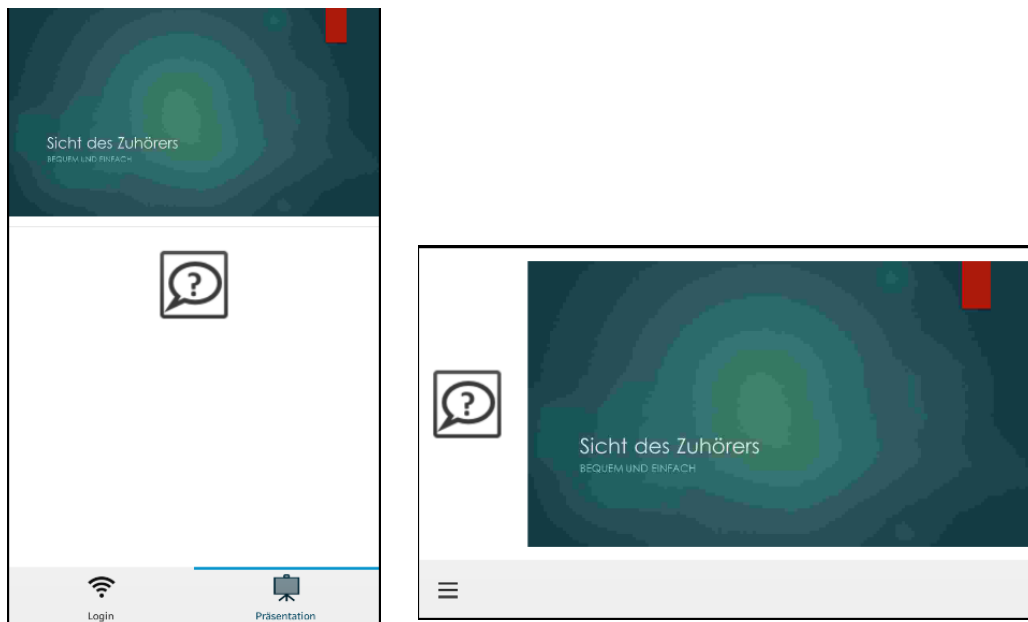 Sicht des Zuhörers
BEQUEM UND EINFACH
?
Login
Präsentation
?
Sicht des Zuhörers
BEQUEM UND EINFACH